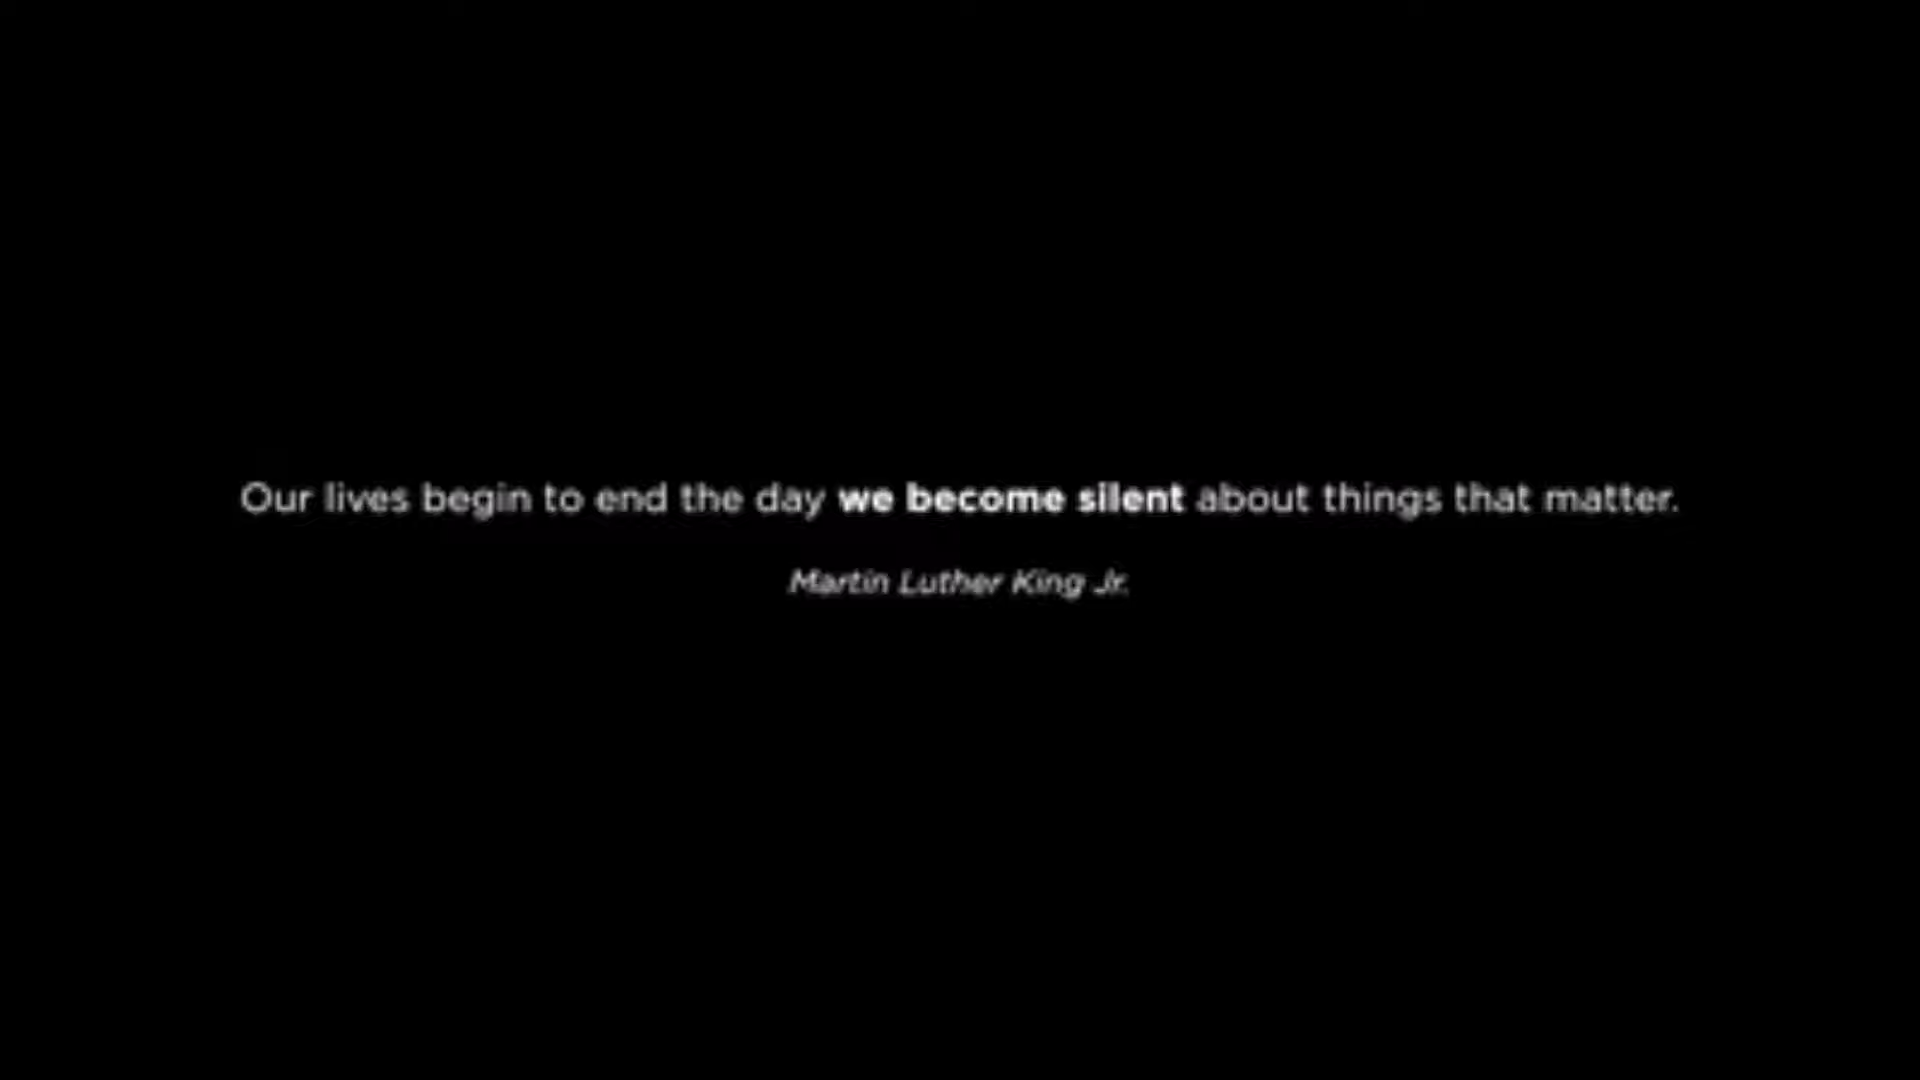 Our lives begin to end the day we become silent about things that matter.
Martin Luther King Jr.